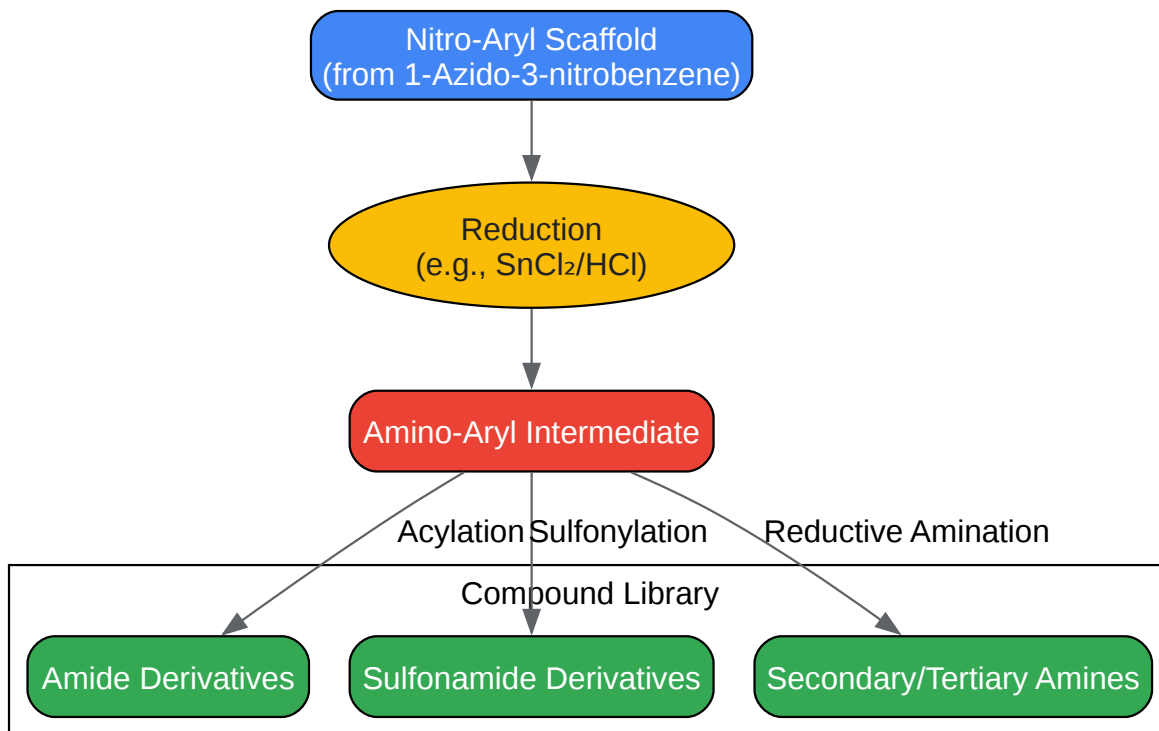 Nitro-Aryl Scaffold
(from 1-Azido-3-nitrobenzene)
Reduction
(e.g., SnCl₂/HCl)
Amino-Aryl Intermediate
Acylation
Sulfonylation
Reductive Amination
Compound Library
Amide Derivatives
Sulfonamide Derivatives
Secondary/Tertiary Amines